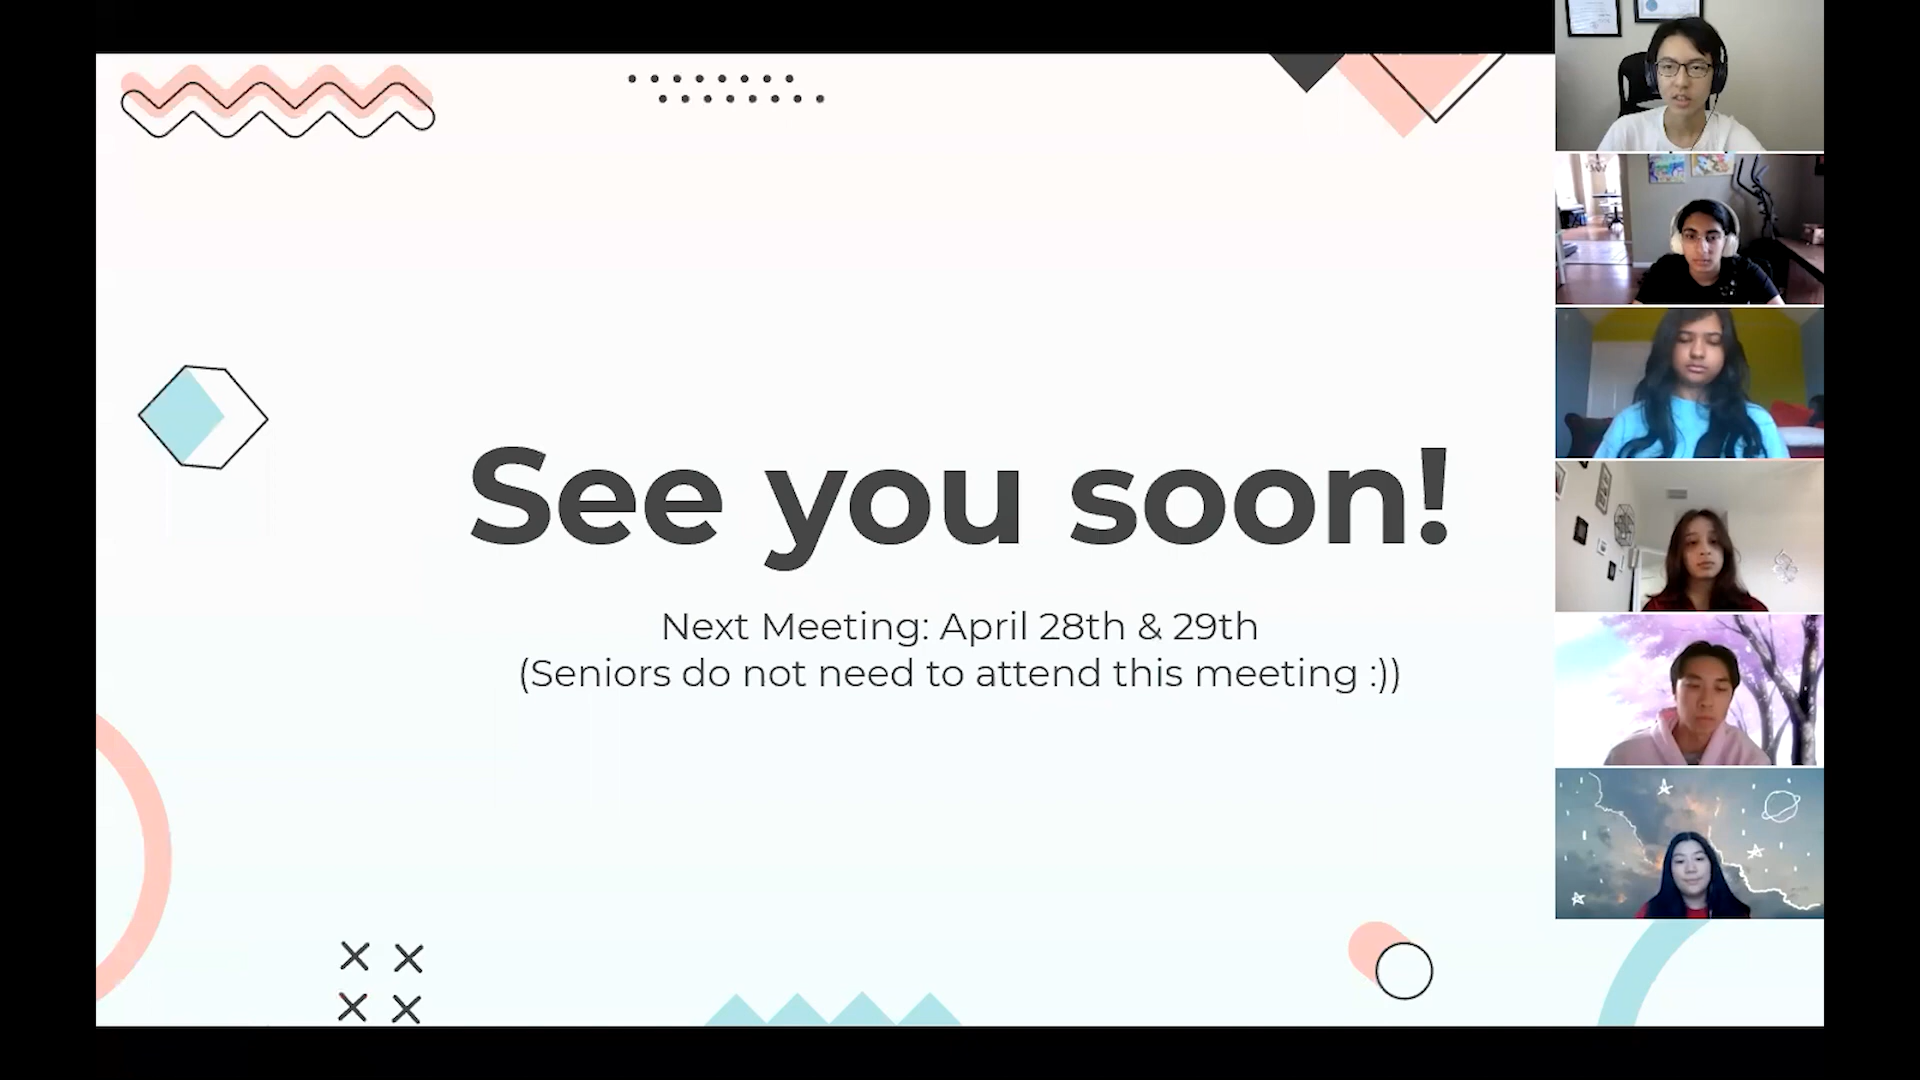 See you soon!
Next Meeting: April 28th & 29th
(Seniors do not need to attend this meeting :))